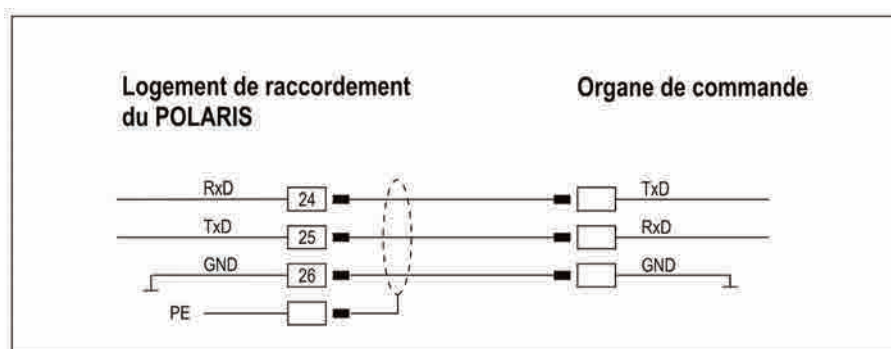 Logement de raccordement
du POLARIS
Organe de commande
RxD 24 TxD
TxD 25 RxD
GND 26 GND
PE